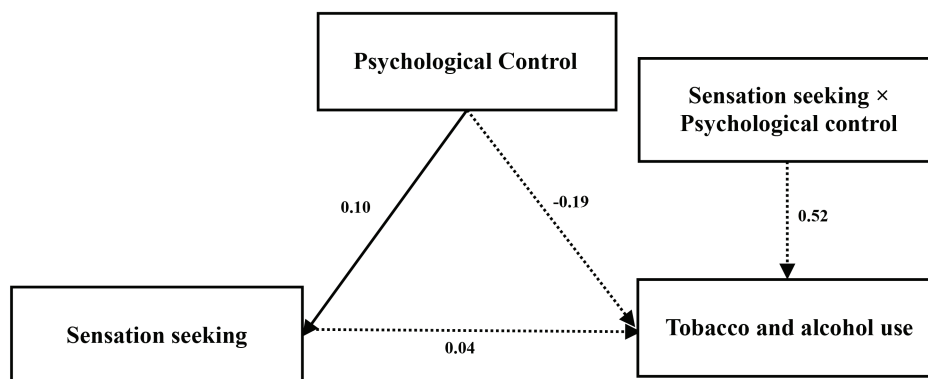 Psychological Control
Sensation seeking ×
Psychological control
0.10
-0.19
0.52
Sensation seeking
0.04
Tobacco and alcohol use